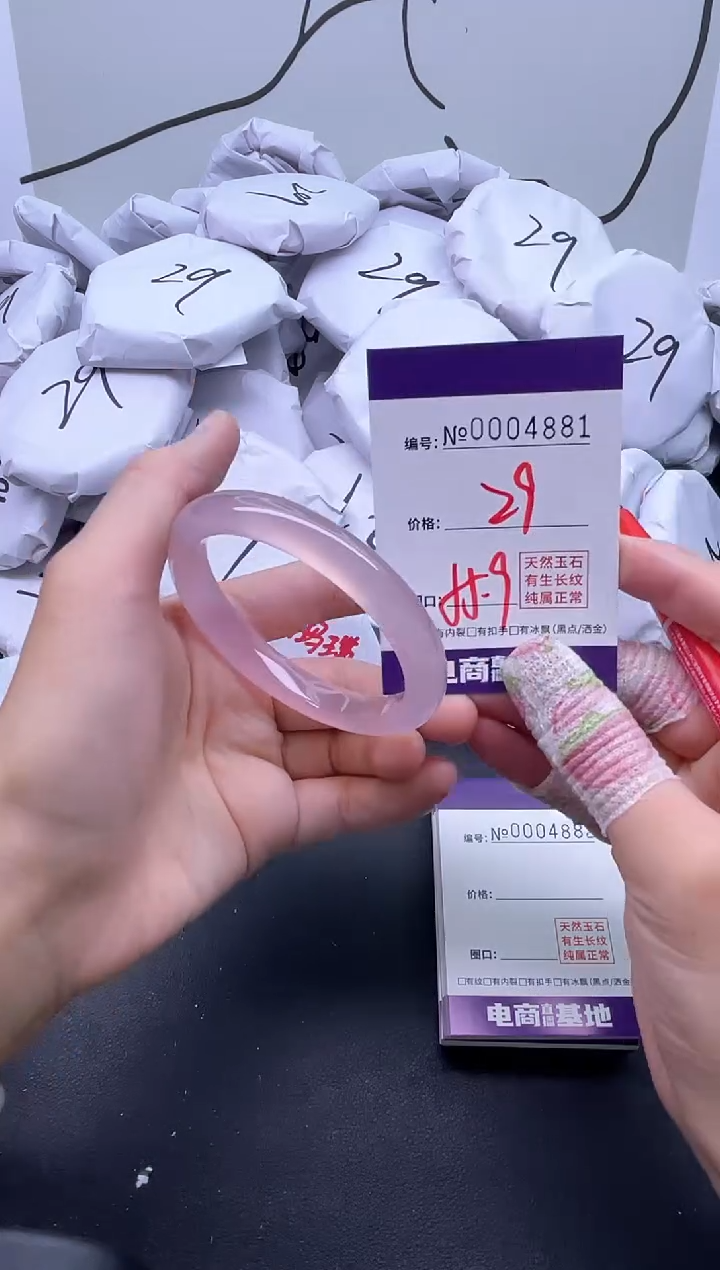 29
29
29
29
29
编号: №0004881
价格: 29
圈口: 55.9
天然玉石
有生长纹
纯属正常
有内裂□有扣手□有冰飘(黑点/洒金)
电商
编号: №000488
价格:
圈口:
天然玉石
有生长纹
纯属正常
□有纹□有内裂□有扣手□有冰飘(黑点/洒金
电商直播基地